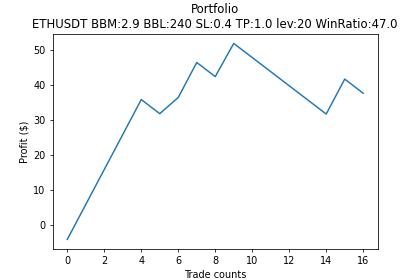 Portfolio
ETHUSDT BBM:2.9 BBL:240 SL:0.4 TP:1.0 lev:20 WinRatio:47.0
50
40
30
20
10
0
Profit ($)
0 2 4 6 8 10 12 14 16
Trade counts